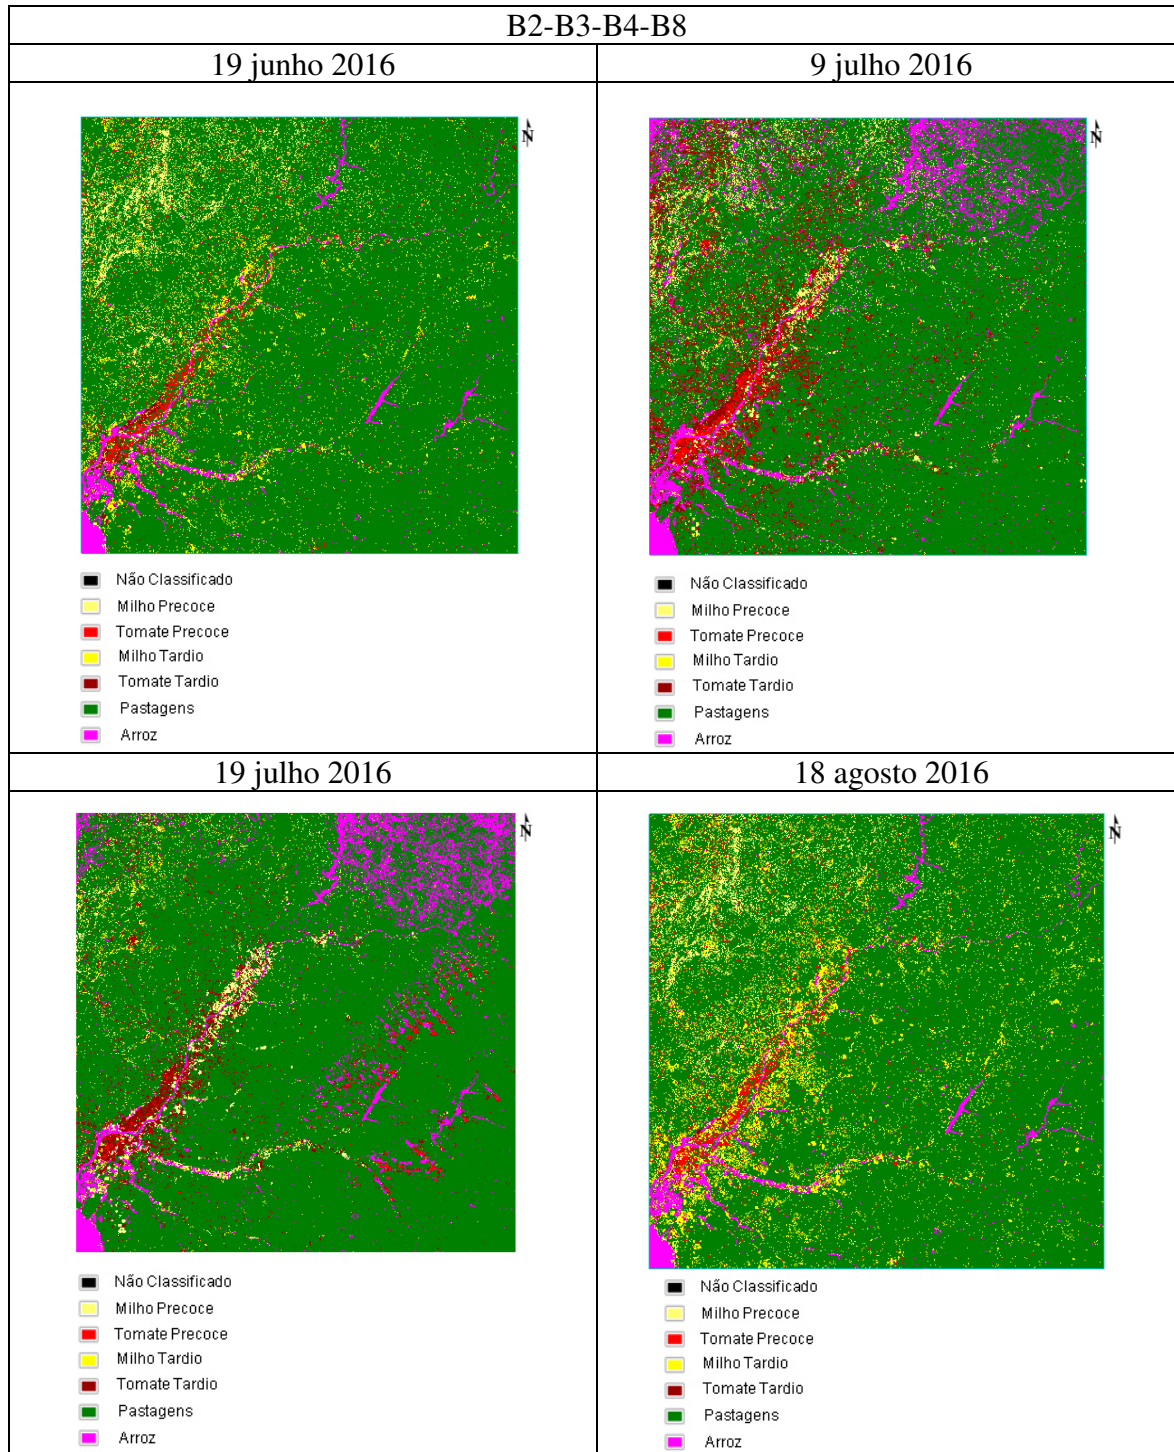 B2-B3-B4-B8
19 junho 2016
9 julho 2016
N
N
Não Classificado
Milho Precoce
Tomate Precoce
Milho Tardio
Tomate Tardio
Pastagens
Arroz
Não Classificado
Milho Precoce
Tomate Precoce
Milho Tardio
Tomate Tardio
Pastagens
Arroz
19 julho 2016
18 agosto 2016
N
N
Não Classificado
Milho Precoce
Tomate Precoce
Milho Tardio
Tomate Tardio
Pastagens
Arroz
Não Classificado
Milho Precoce
Tomate Precoce
Milho Tardio
Tomate Tardio
Pastagens
Arroz